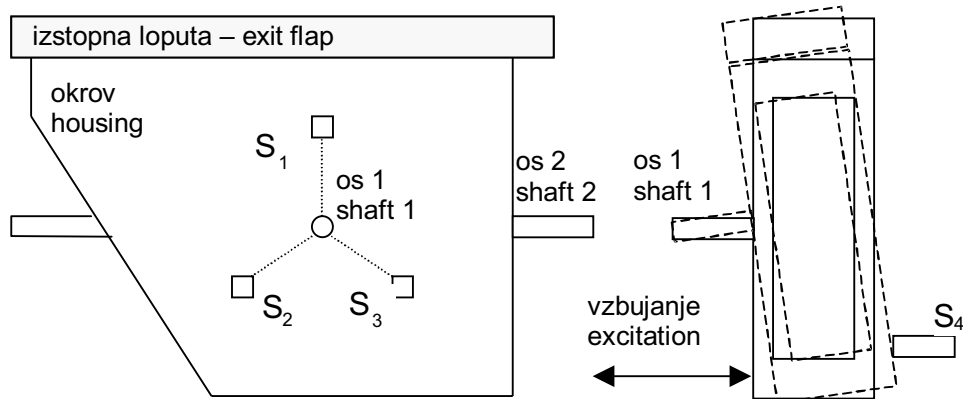 izstopna loputa – exit flap
okrov
housing
S₁
os 1
shaft 1
S₂
S₃
os 2
shaft 2
os 1
shaft 1
vzbujanje
excitation
S₄